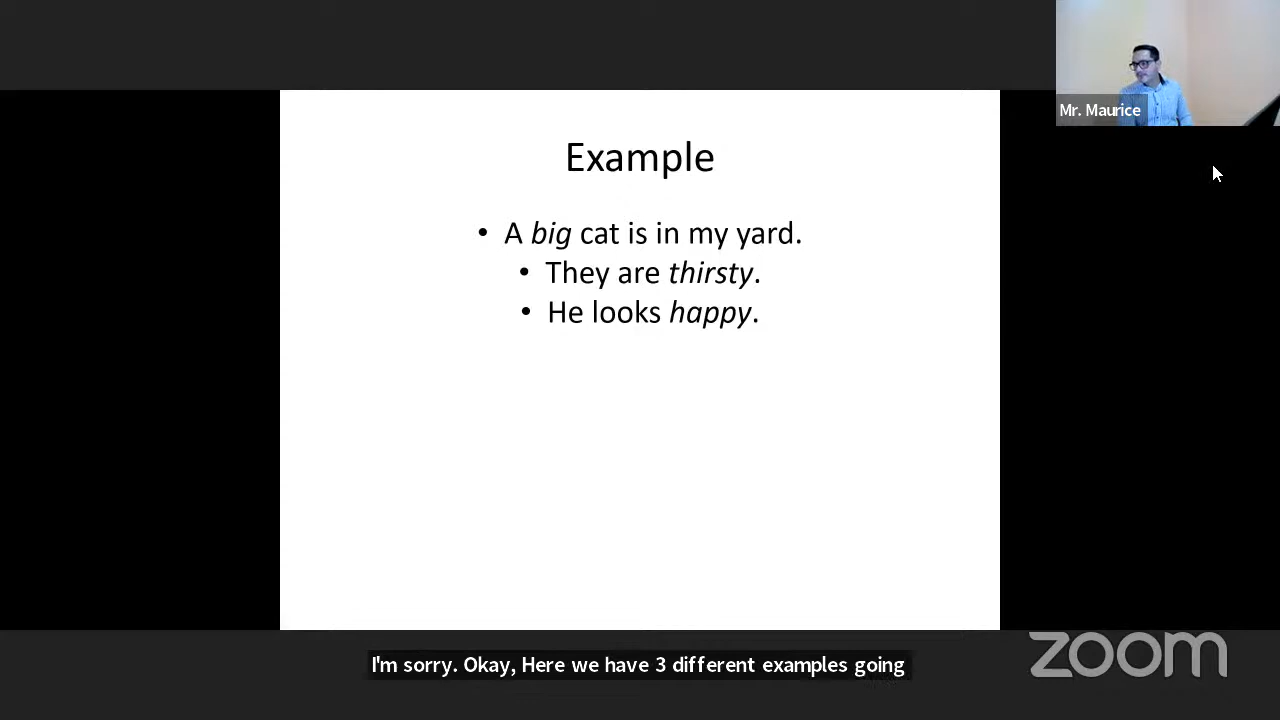 Mr. Maurice
Example
• A big cat is in my yard.
• They are thirsty.
• He looks happy.
I'm sorry. Okay, Here we have 3 different examples going
zoom